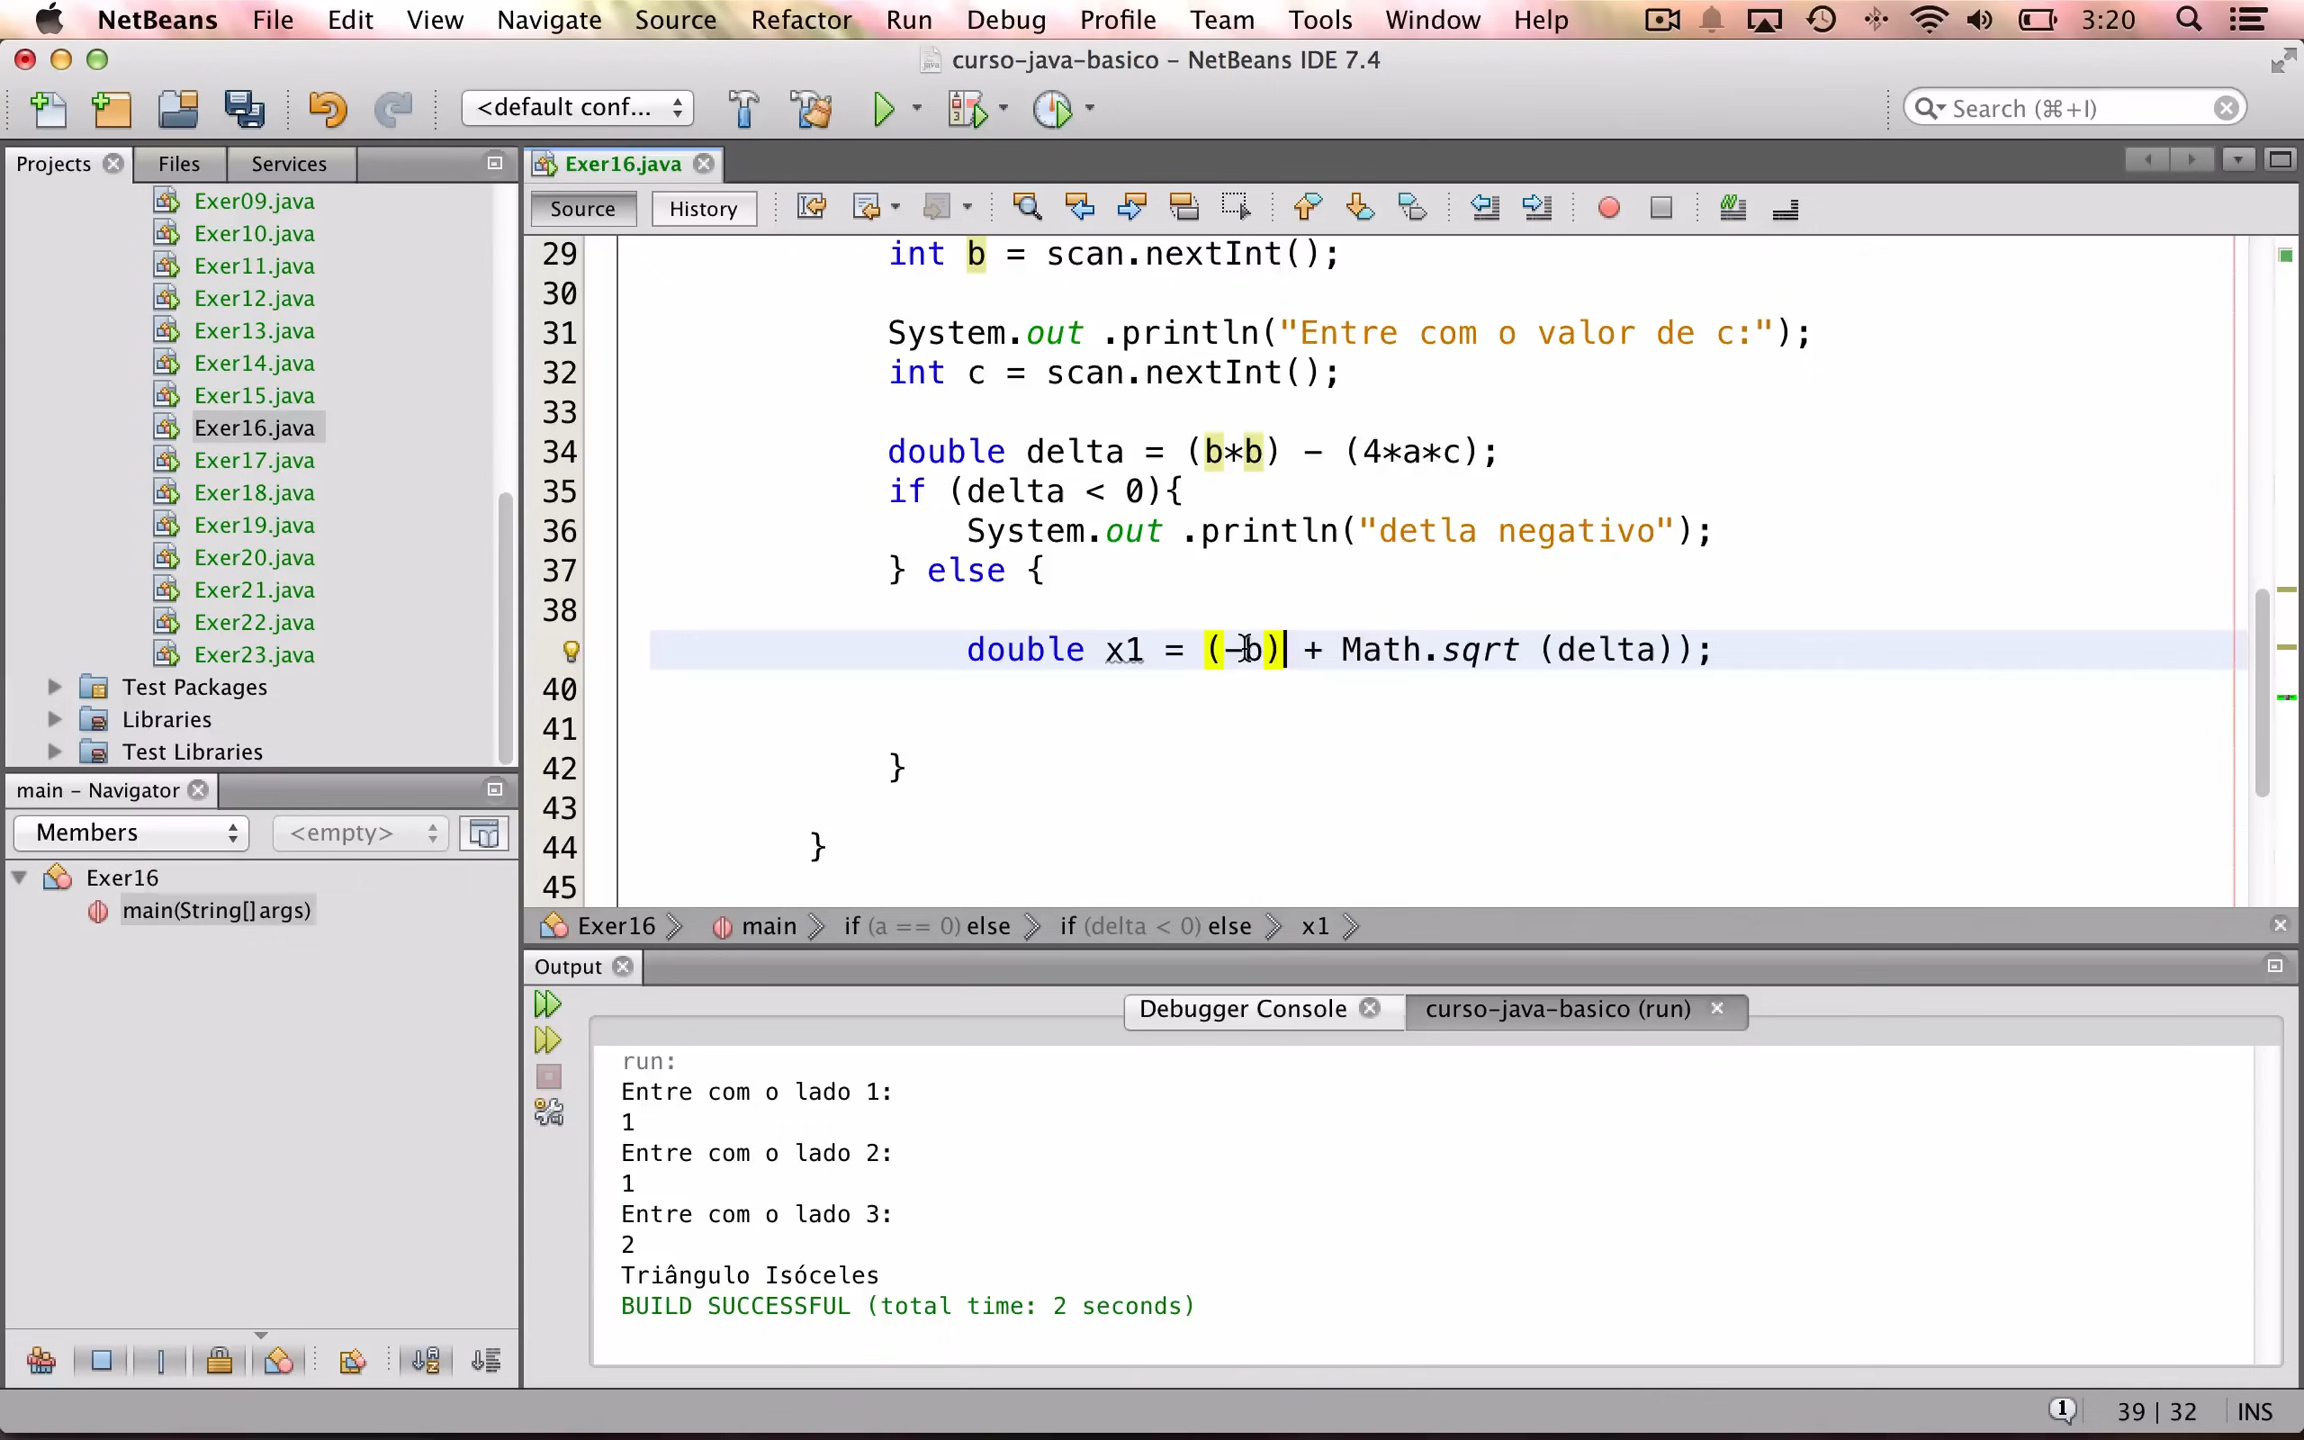 NetBeans File Edit View Navigate Source Refactor Run Debug Profile Team Tools Window Help 3:20
curso-java-basico - NetBeans IDE 7.4
<default conf... Search (⌘+I)
Projects Files Services
Exer09.java
Exer10.java
Exer11.java
Exer12.java
Exer13.java
Exer14.java
Exer15.java
Exer16.java
Exer17.java
Exer18.java
Exer19.java
Exer20.java
Exer21.java
Exer22.java
Exer23.java
Test Packages
Libraries
Test Libraries
main - Navigator
Members <empty>
Exer16
main(String[] args)
Exer16.java
Source History
29 int b = scan.nextInt();
30
31 System.out .println("Entre com o valor de c:");
32 int c = scan.nextInt();
33
34 double delta = (b*b) - (4*a*c);
35 if (delta < 0){
36 System.out .println("detla negativo");
37 } else {
38
double x1 = (-b) + Math.sqrt (delta));
40
41
42 }
43
44 }
45
Exer16 main if (a == 0) else if (delta < 0) else x1
Output
Debugger Console curso-java-basico (run)
run:
Entre com o lado 1:
1
Entre com o lado 2:
1
Entre com o lado 3:
2
Triângulo Isóceles
BUILD SUCCESSFUL (total time: 2 seconds)
1 39 | 32 INS